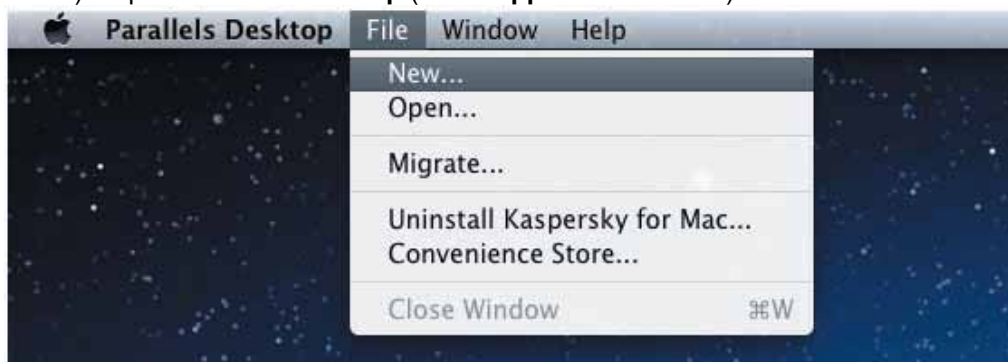 Parallels Desktop File Window Help
New...
Open...
Migrate...
Uninstall Kaspersky for Mac...
Convenience Store...
Close Window ⌘W